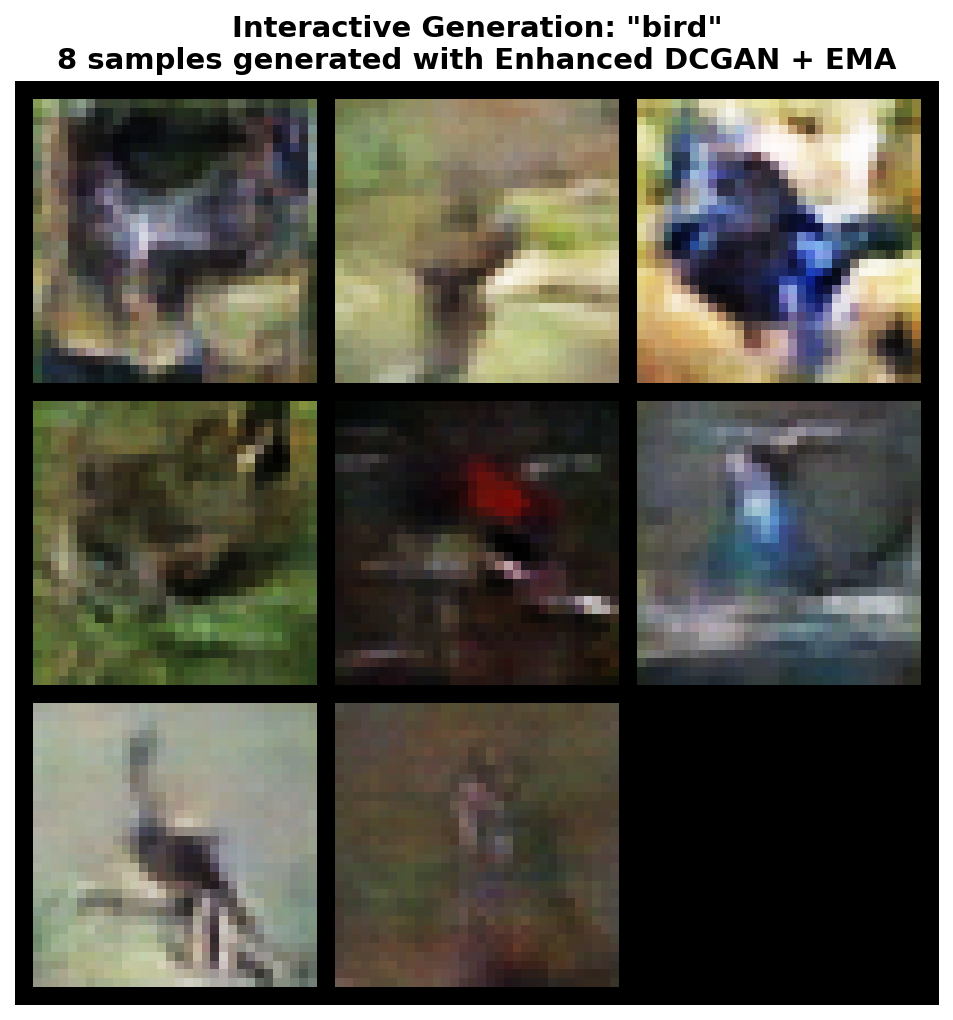 Interactive Generation: "bird"
8 samples generated with Enhanced DCGAN + EMA